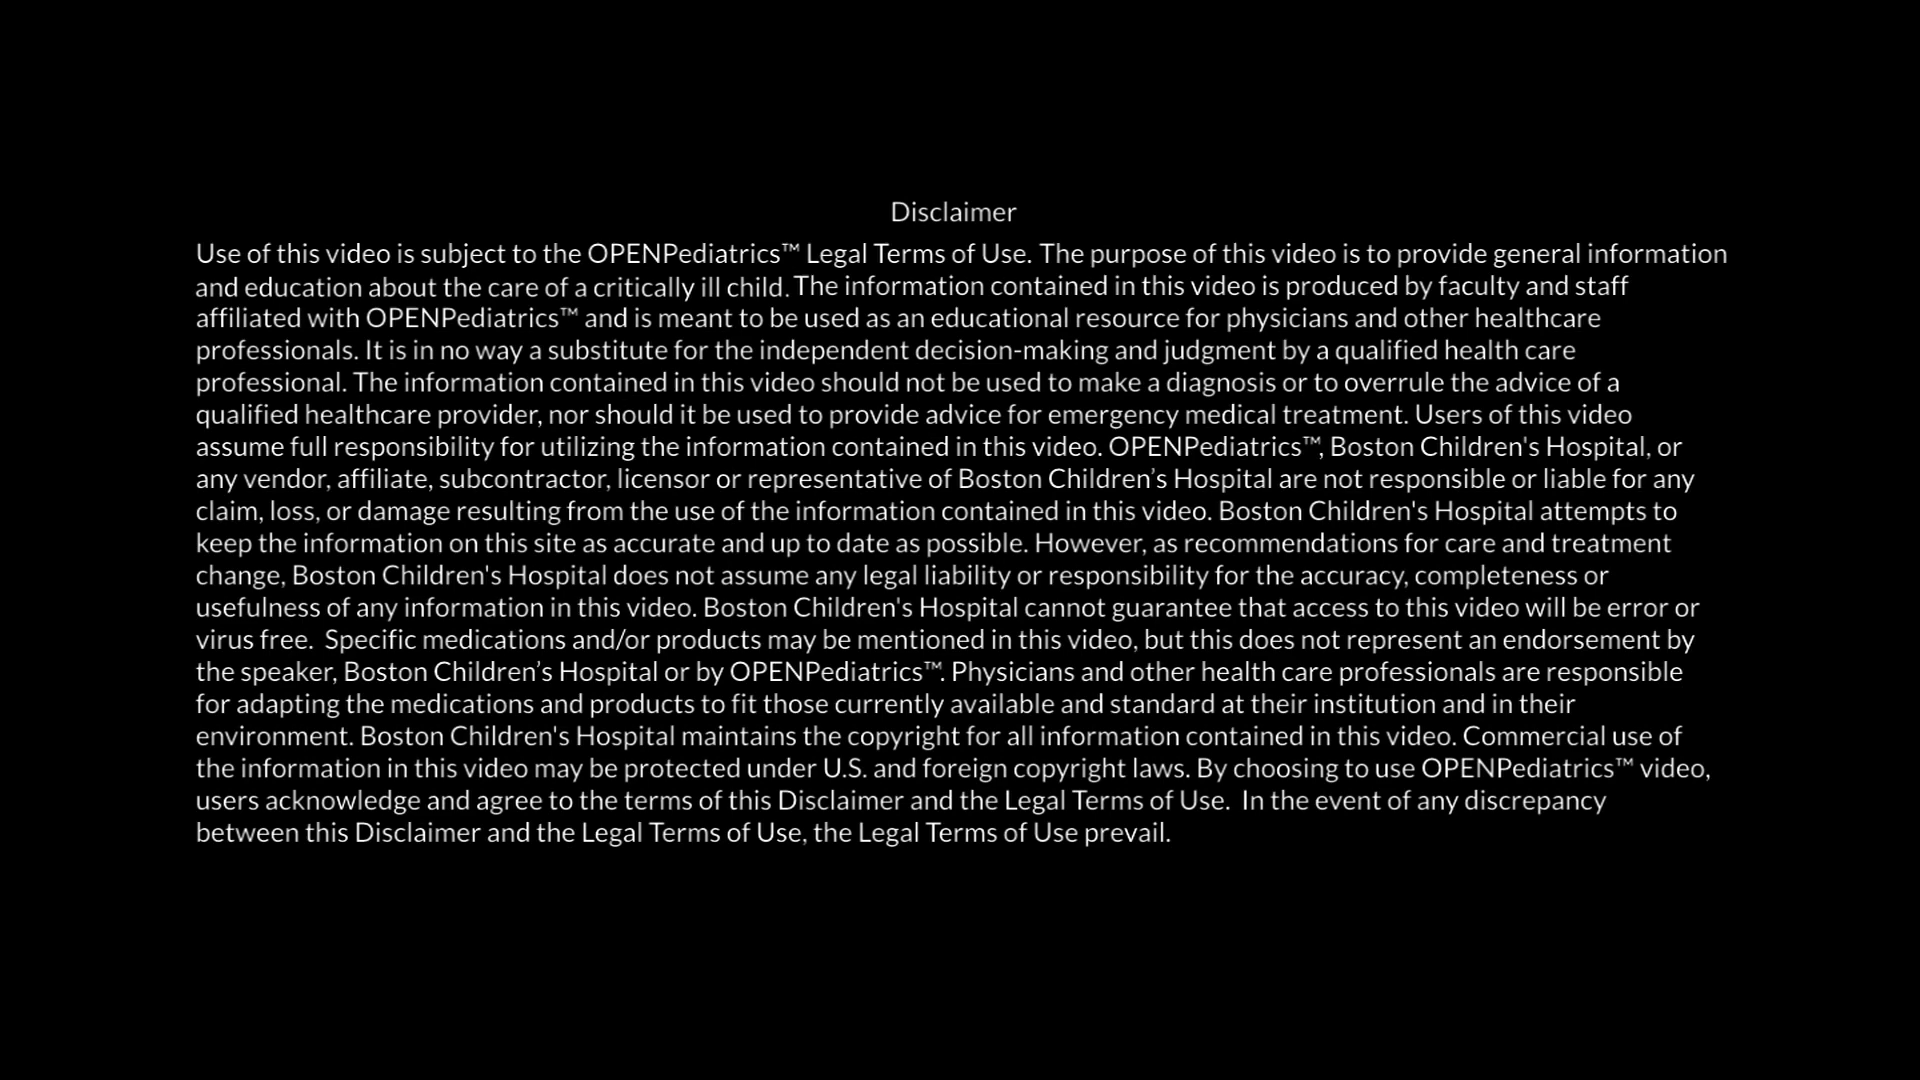 Disclaimer
Use of this video is subject to the OPENPediatrics™ Legal Terms of Use. The purpose of this video is to provide general information
and education about the care of a critically ill child. The information contained in this video is produced by faculty and staff
affiliated with OPENPediatrics™ and is meant to be used as an educational resource for physicians and other healthcare
professionals. It is in no way a substitute for the independent decision-making and judgment by a qualified health care
professional. The information contained in this video should not be used to make a diagnosis or to overrule the advice of a
qualified healthcare provider, nor should it be used to provide advice for emergency medical treatment. Users of this video
assume full responsibility for utilizing the information contained in this video. OPENPediatrics™, Boston Children's Hospital, or
any vendor, affiliate, subcontractor, licensor or representative of Boston Children’s Hospital are not responsible or liable for any
claim, loss, or damage resulting from the use of the information contained in this video. Boston Children's Hospital attempts to
keep the information on this site as accurate and up to date as possible. However, as recommendations for care and treatment
change, Boston Children's Hospital does not assume any legal liability or responsibility for the accuracy, completeness or
usefulness of any information in this video. Boston Children's Hospital cannot guarantee that access to this video will be error or
virus free.  Specific medications and/or products may be mentioned in this video, but this does not represent an endorsement by
the speaker, Boston Children’s Hospital or by OPENPediatrics™. Physicians and other health care professionals are responsible
for adapting the medications and products to fit those currently available and standard at their institution and in their
environment. Boston Children's Hospital maintains the copyright for all information contained in this video. Commercial use of
the information in this video may be protected under U.S. and foreign copyright laws. By choosing to use OPENPediatrics™ video,
users acknowledge and agree to the terms of this Disclaimer and the Legal Terms of Use.  In the event of any discrepancy
between this Disclaimer and the Legal Terms of Use, the Legal Terms of Use prevail.